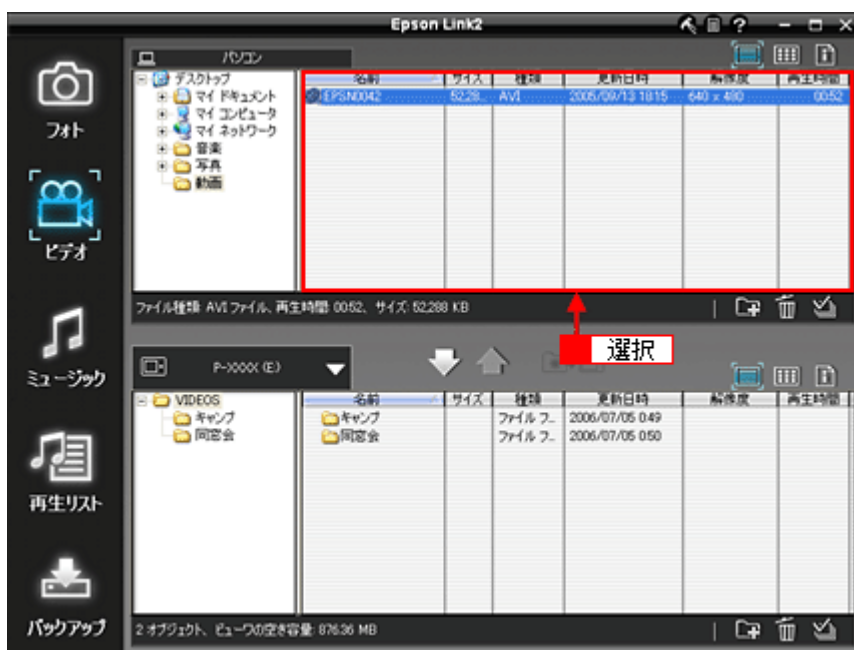 Epson Link2
パソコン
フォト
ビデオ
ミュージック
再生リスト
バックアップ
デスクトップ
マイ ドキュメント
マイ コンピュータ
マイ ネットワーク
音楽
写真
動画
名前 サイズ 種類 更新日時 解像度 再生時間
EPSN0042 52,28... AVI 2005/09/13 18:15 640 x 480 00:52
ファイル種類: AVI ファイル、再生時間: 00:52、サイズ: 52,288 KB
選択
P-XXXX (E)
VIDEOS
キャンプ
同窓会
名前 サイズ 種類 更新日時 解像度 再生時間
キャンプ ファイル フ... 2006/07/05 0:49
同窓会 ファイル フ... 2006/07/05 0:50
2 オブジェクト、ビューワの空き容量: 876.36 MB